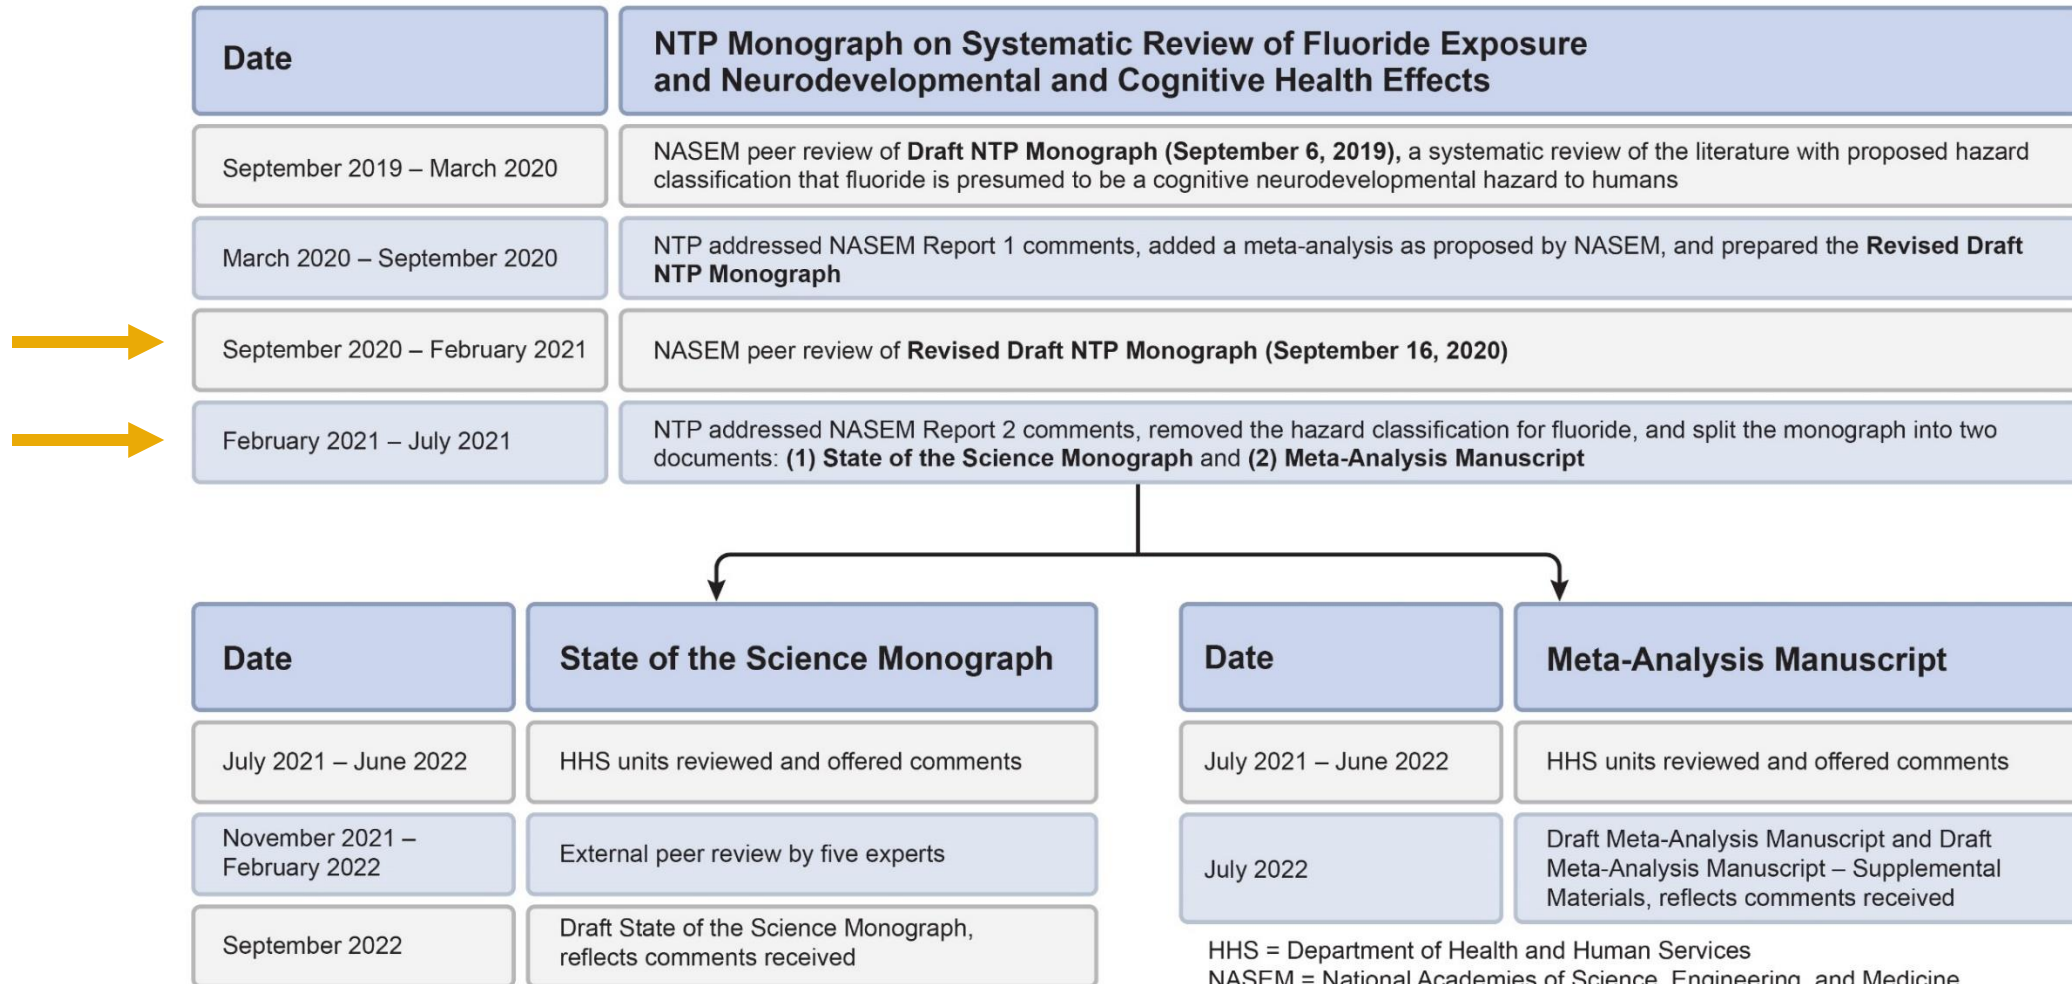 Date
NTP Monograph on Systematic Review of Fluoride Exposure
and Neurodevelopmental and Cognitive Health Effects
September 2019 – March 2020
NASEM peer review of Draft NTP Monograph (September 6, 2019), a systematic review of the literature with proposed hazard
classification that fluoride is presumed to be a cognitive neurodevelopmental hazard to humans
March 2020 – September 2020
NTP addressed NASEM Report 1 comments, added a meta-analysis as proposed by NASEM, and prepared the Revised Draft
NTP Monograph
September 2020 – February 2021
NASEM peer review of Revised Draft NTP Monograph (September 16, 2020)
February 2021 – July 2021
NTP addressed NASEM Report 2 comments, removed the hazard classification for fluoride, and split the monograph into two
documents: (1) State of the Science Monograph and (2) Meta-Analysis Manuscript
Date
State of the Science Monograph
July 2021 – June 2022
HHS units reviewed and offered comments
November 2021 –
February 2022
External peer review by five experts
September 2022
Draft State of the Science Monograph,
reflects comments received
Date
Meta-Analysis Manuscript
July 2021 – June 2022
HHS units reviewed and offered comments
July 2022
Draft Meta-Analysis Manuscript and Draft
Meta-Analysis Manuscript – Supplemental
Materials, reflects comments received
HHS = Department of Health and Human Services
NASEM = National Academies of Science, Engineering, and Medicine